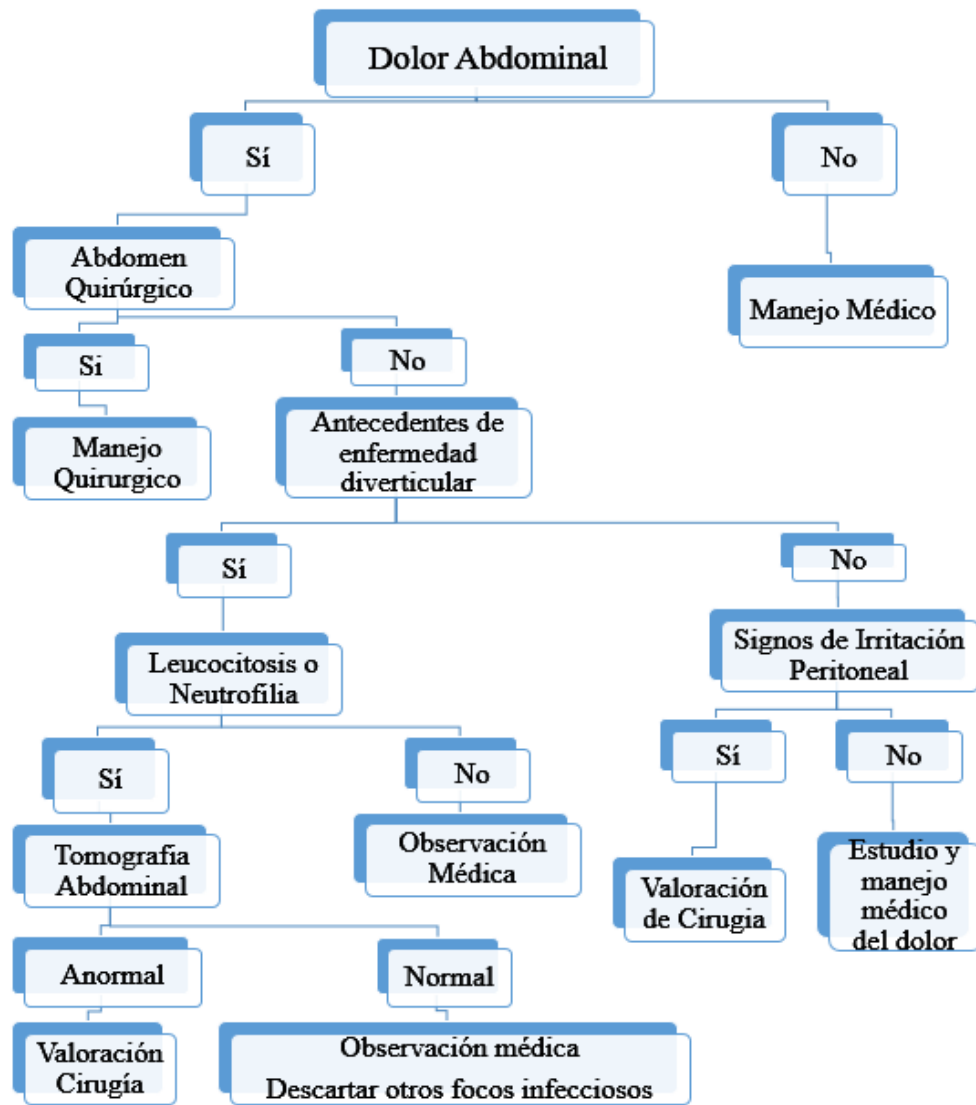 Dolor Abdominal
Sí
No
Abdomen
Quirúrgico
Manejo Médico
Si
No
Manejo
Quirurgico
Antecedentes de
enfermedad
diverticular
Sí
No
Leucocitosis o
Neutrofilia
Signos de Irritación
Peritoneal
Sí
No
Sí
No
Tomografia
Abdominal
Observación
Médica
Valoración
de Cirugia
Estudio y
manejo
médico
del dolor
Anormal
Normal
Valoración
Cirugía
Observación médica
Descartar otros focos infecciosos